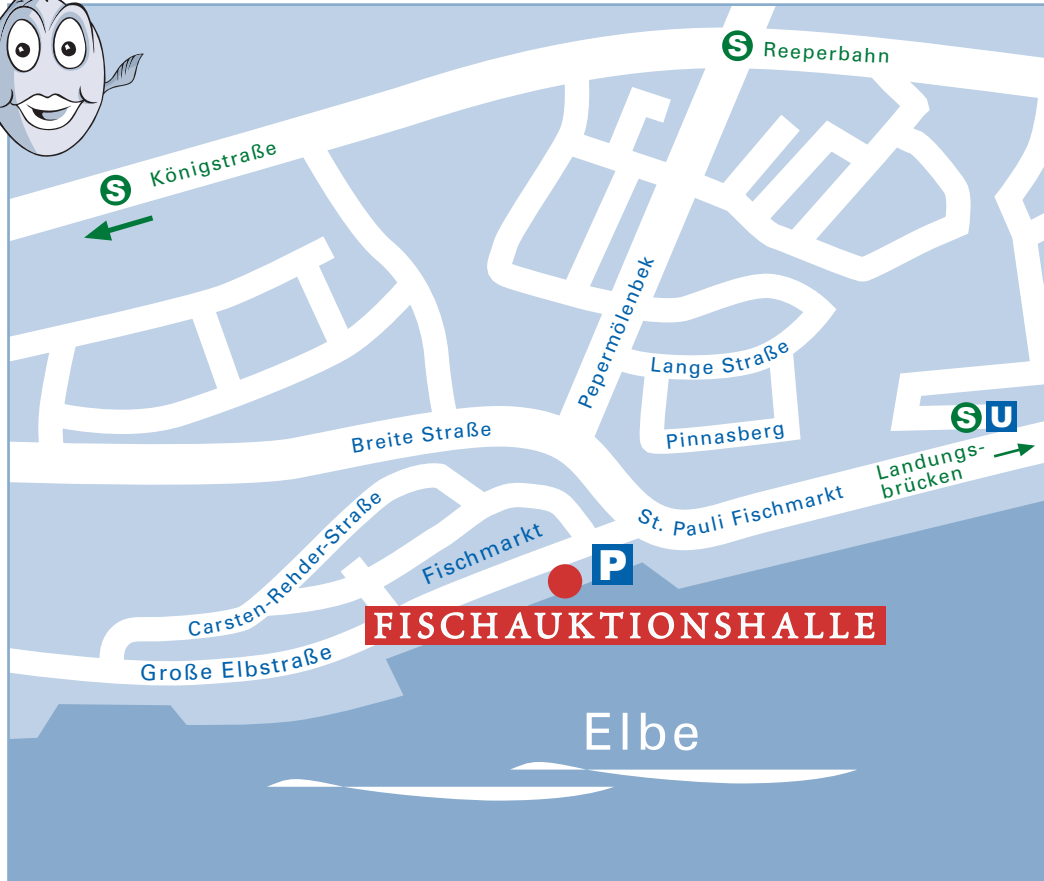 S Reeperbahn
S Königstraße
Pepermölenbek
Lange Straße
Pinnasberg
Breite Straße
S U
Landungs-
brücken
St. Pauli Fischmarkt
Carsten-Rehder-Straße
Fischmarkt
P
FISCHAUKTIONSHALLE
Große Elbstraße
Elbe